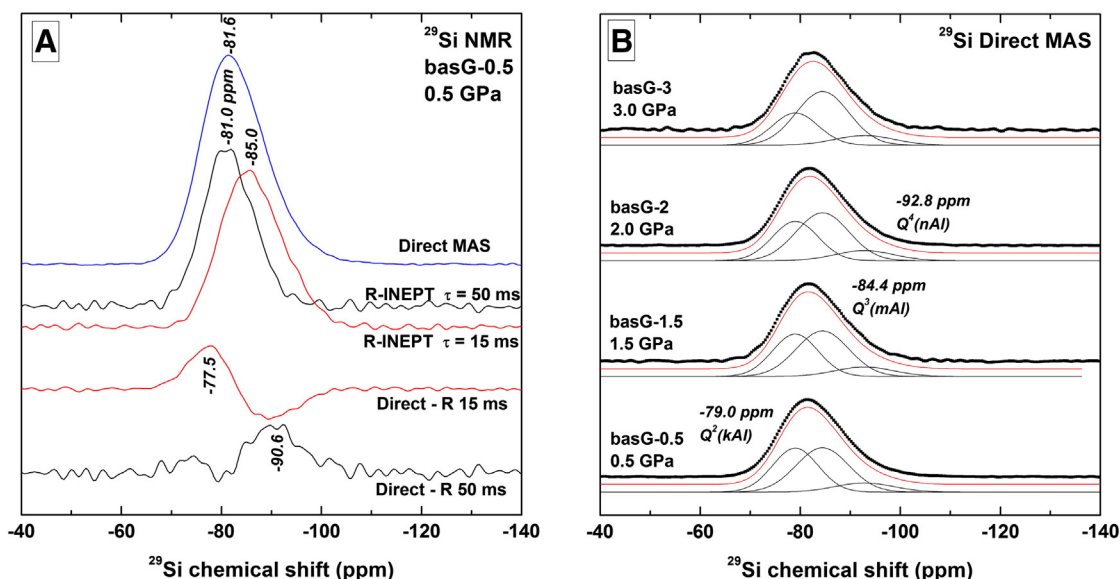 A
²⁹Si NMR
basG-0.5
0.5 GPa
-81.6
-81.0 ppm
-85.0
Direct MAS
R-INEPT τ = 50 ms
R-INEPT τ = 15 ms
-77.5
Direct - R 15 ms
-90.6
Direct - R 50 ms
-40 -60 -80 -100 -120 -140
²⁹Si chemical shift (ppm)
B
²⁹Si Direct MAS
basG-3
3.0 GPa
basG-2
2.0 GPa
-92.8 ppm
Q⁴(nAl)
basG-1.5
1.5 GPa
-84.4 ppm
Q³(mAl)
basG-0.5
0.5 GPa
-79.0 ppm
Q²(kAl)
-40 -60 -80 -100 -120 -140
²⁹Si chemical shift (ppm)